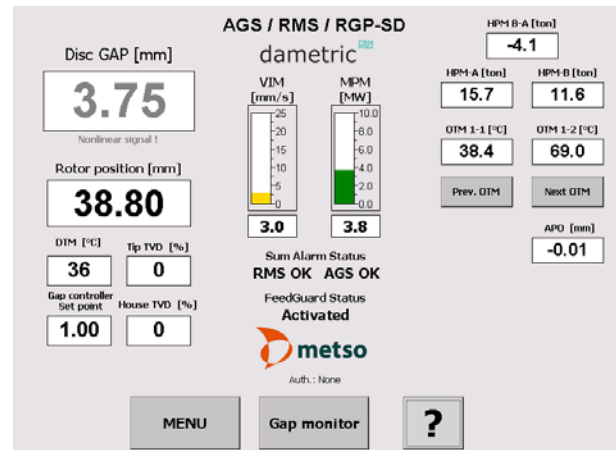 AGS / RMS / RGP-SD
dametric
Disc GAP [mm]
3.75
Nonlinear signal !
Rotor position [mm]
38.80
DTM [°C]
36
Tip TVD [%]
0
Gap controller
Set point
1.00
House TVD [%]
0
VIM
[mm/s]
25
20
15
10
5
0
3.0
MPM
[MW]
10.0
8.0
6.0
4.0
2.0
0.0
3.8
Sum Alarm Status
RMS OK AGS OK
FeedGuard Status
Activated
metso
Auth.: None
HPM B-A [ton]
-4.1
HPM-A [ton]
15.7
HPM-B [ton]
11.6
OTM 1-1 [°C]
38.4
OTM 1-2 [°C]
69.0
Prev. OTM
Next OTM
APO [mm]
-0.01
MENU
Gap monitor
?